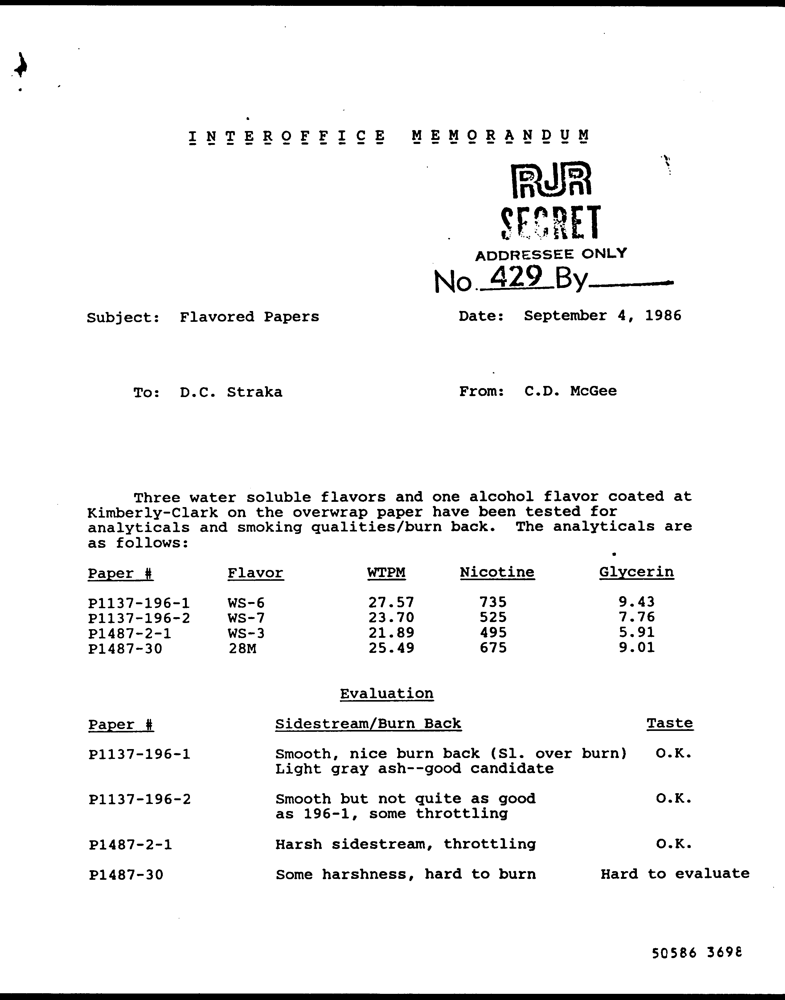 INTEROFFICE MEMORANDUM
RJR
SECRET
ADDRESSEE ONLY
No. 429 By
Subject: Flavored Papers Date: September 4, 1986
To: D.C. Straka From: C.D. McGee
Three water soluble flavors and one alcohol flavor coated at
Kimberly-Clark on the overwrap paper have been tested for
analyticals and smoking qualities/burn back. The analyticals are
as follows:
Paper # Flavor WTPM Nicotine Glycerin
P1137-196-1 WS-6 27.57 735 9.43
P1137-196-2 WS-7 23.70 525 7.76
P1487-2-1 WS-3 21.89 495 5.91
P1487-30 28M 25.49 675 9.01
Evaluation
Paper # Sidestream/Burn Back Taste
P1137-196-1 Smooth, nice burn back (Sl. over burn) O.K.
Light gray ash--good candidate
P1137-196-2 Smooth but not quite as good O.K.
as 196-1, some throttling
P1487-2-1 Harsh sidestream, throttling O.K.
P1487-30 Some harshness, hard to burn Hard to evaluate
50586 3698